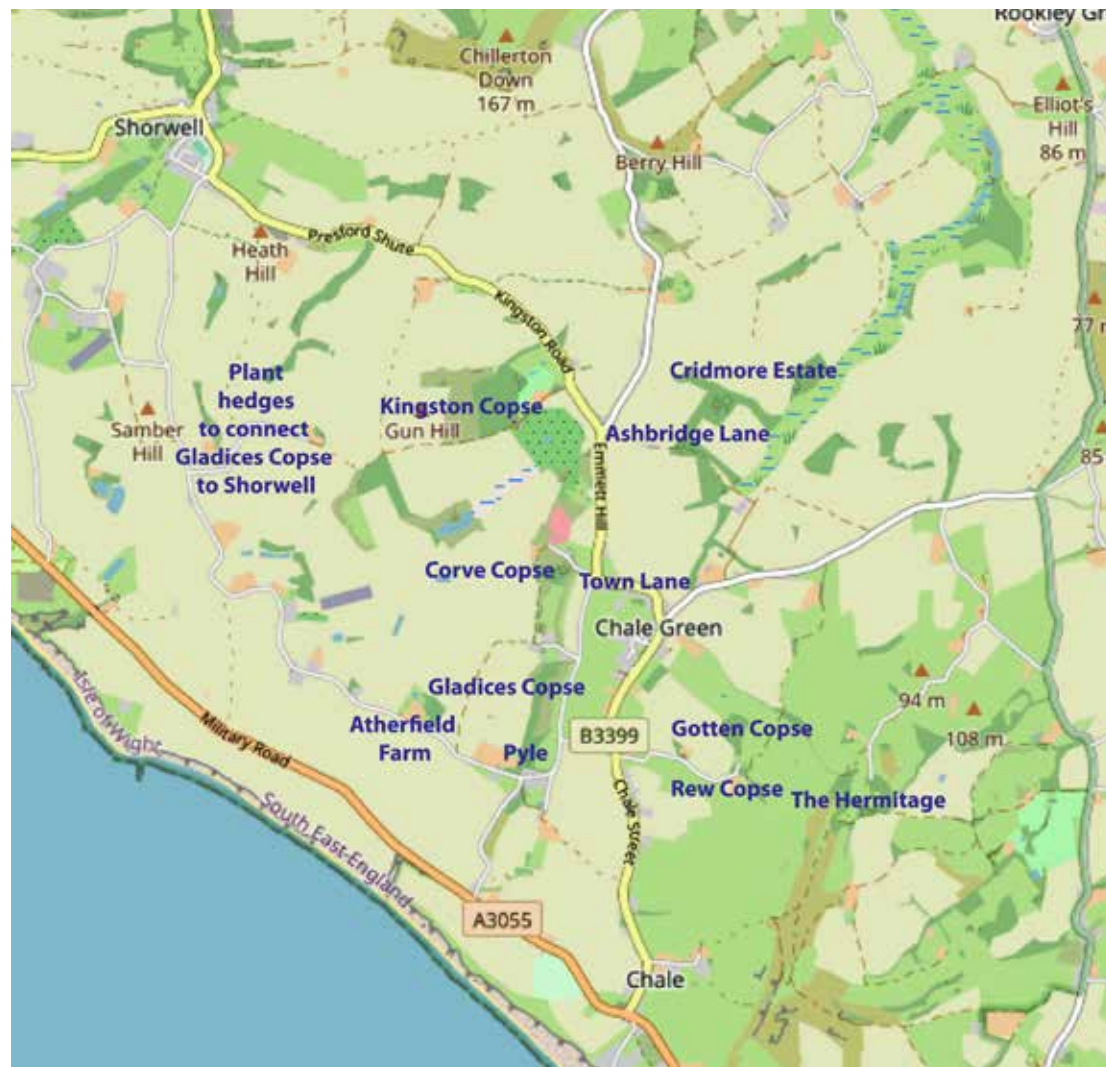 Rookley Gr
Chillerton
Down
167 m
Elliot's
Hill
86 m
Shorwell
Berry Hill
Presford Shute
Heath
Hill
Kingston Road
77 m
Cridmore Estate
Plant
hedges
to connect
Gladices Copse
to Shorwell
Kingston Copse
Gun Hill
Samber
Hill
Ashbridge Lane
Emmett Hill
85
Corve Copse
Town Lane
Chale Green
Isle of Wight
Gladices Copse
94 m
Military Road
Atherfield
Farm
Pyle
B3399
Gotten Copse
108 m
Rew Copse
The Hermitage
Chale Street
South East England
A3055
Chale